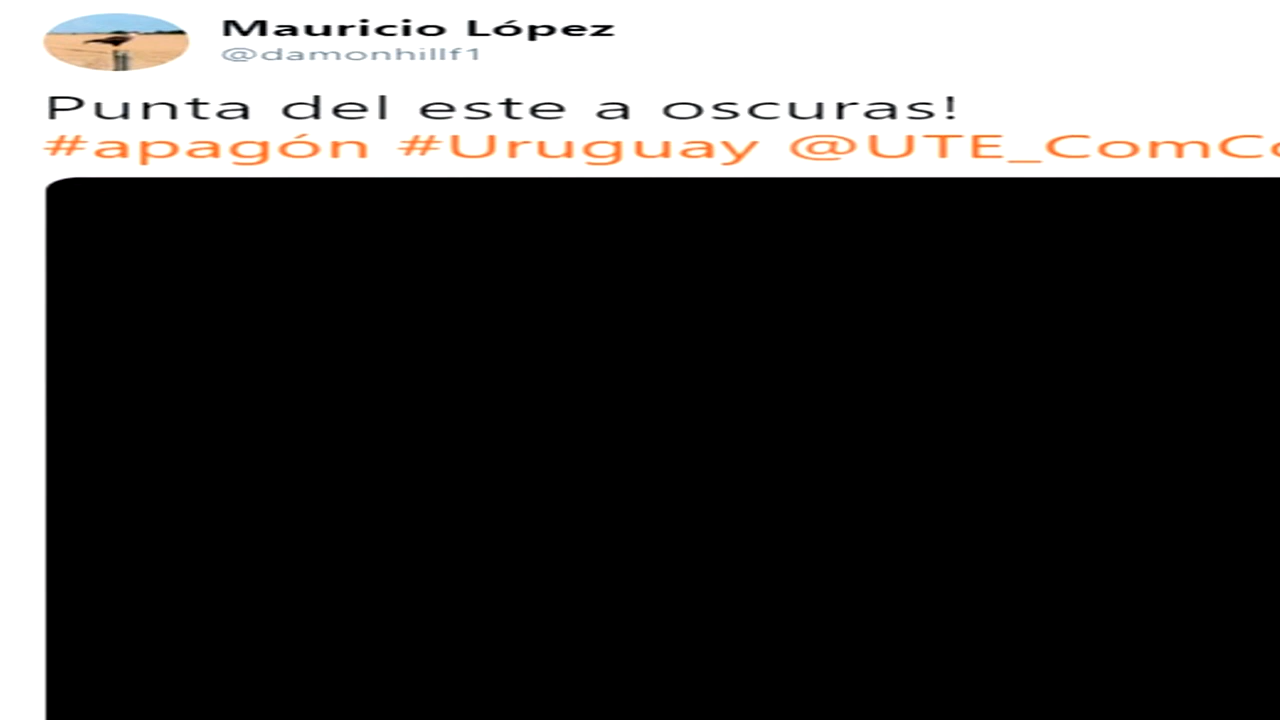 Mauricio López
@damonhillf1
Punta del este a oscuras!
#apagón #Uruguay